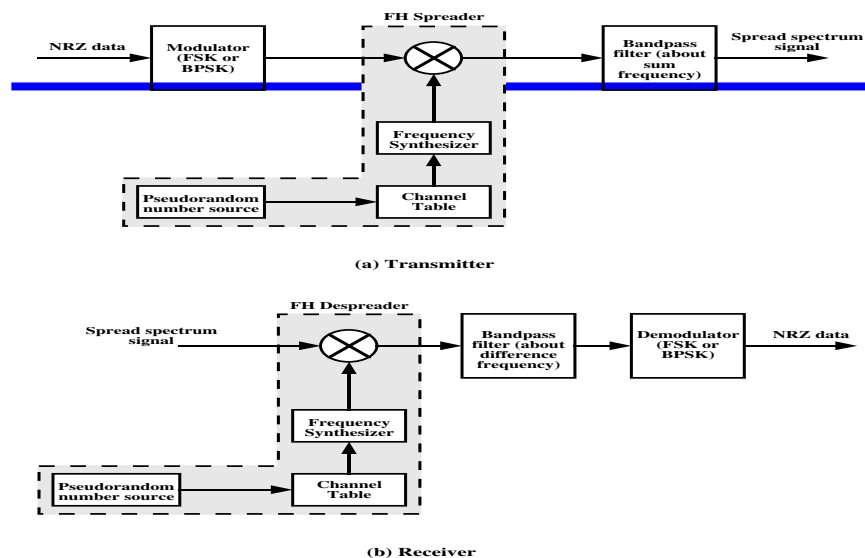 FH Spreader
NRZ data
Modulator
(FSK or
BPSK)
Bandpass
filter (about
sum
frequency)
Spread spectrum
signal
Frequency
Synthesizer
Pseudorandom
number source
Channel
Table
(a) Transmitter
FH Despreader
Spread spectrum
signal
Bandpass
filter (about
difference
frequency)
Demodulator
(FSK or
BPSK)
NRZ data
Frequency
Synthesizer
Pseudorandom
number source
Channel
Table
(b) Receiver